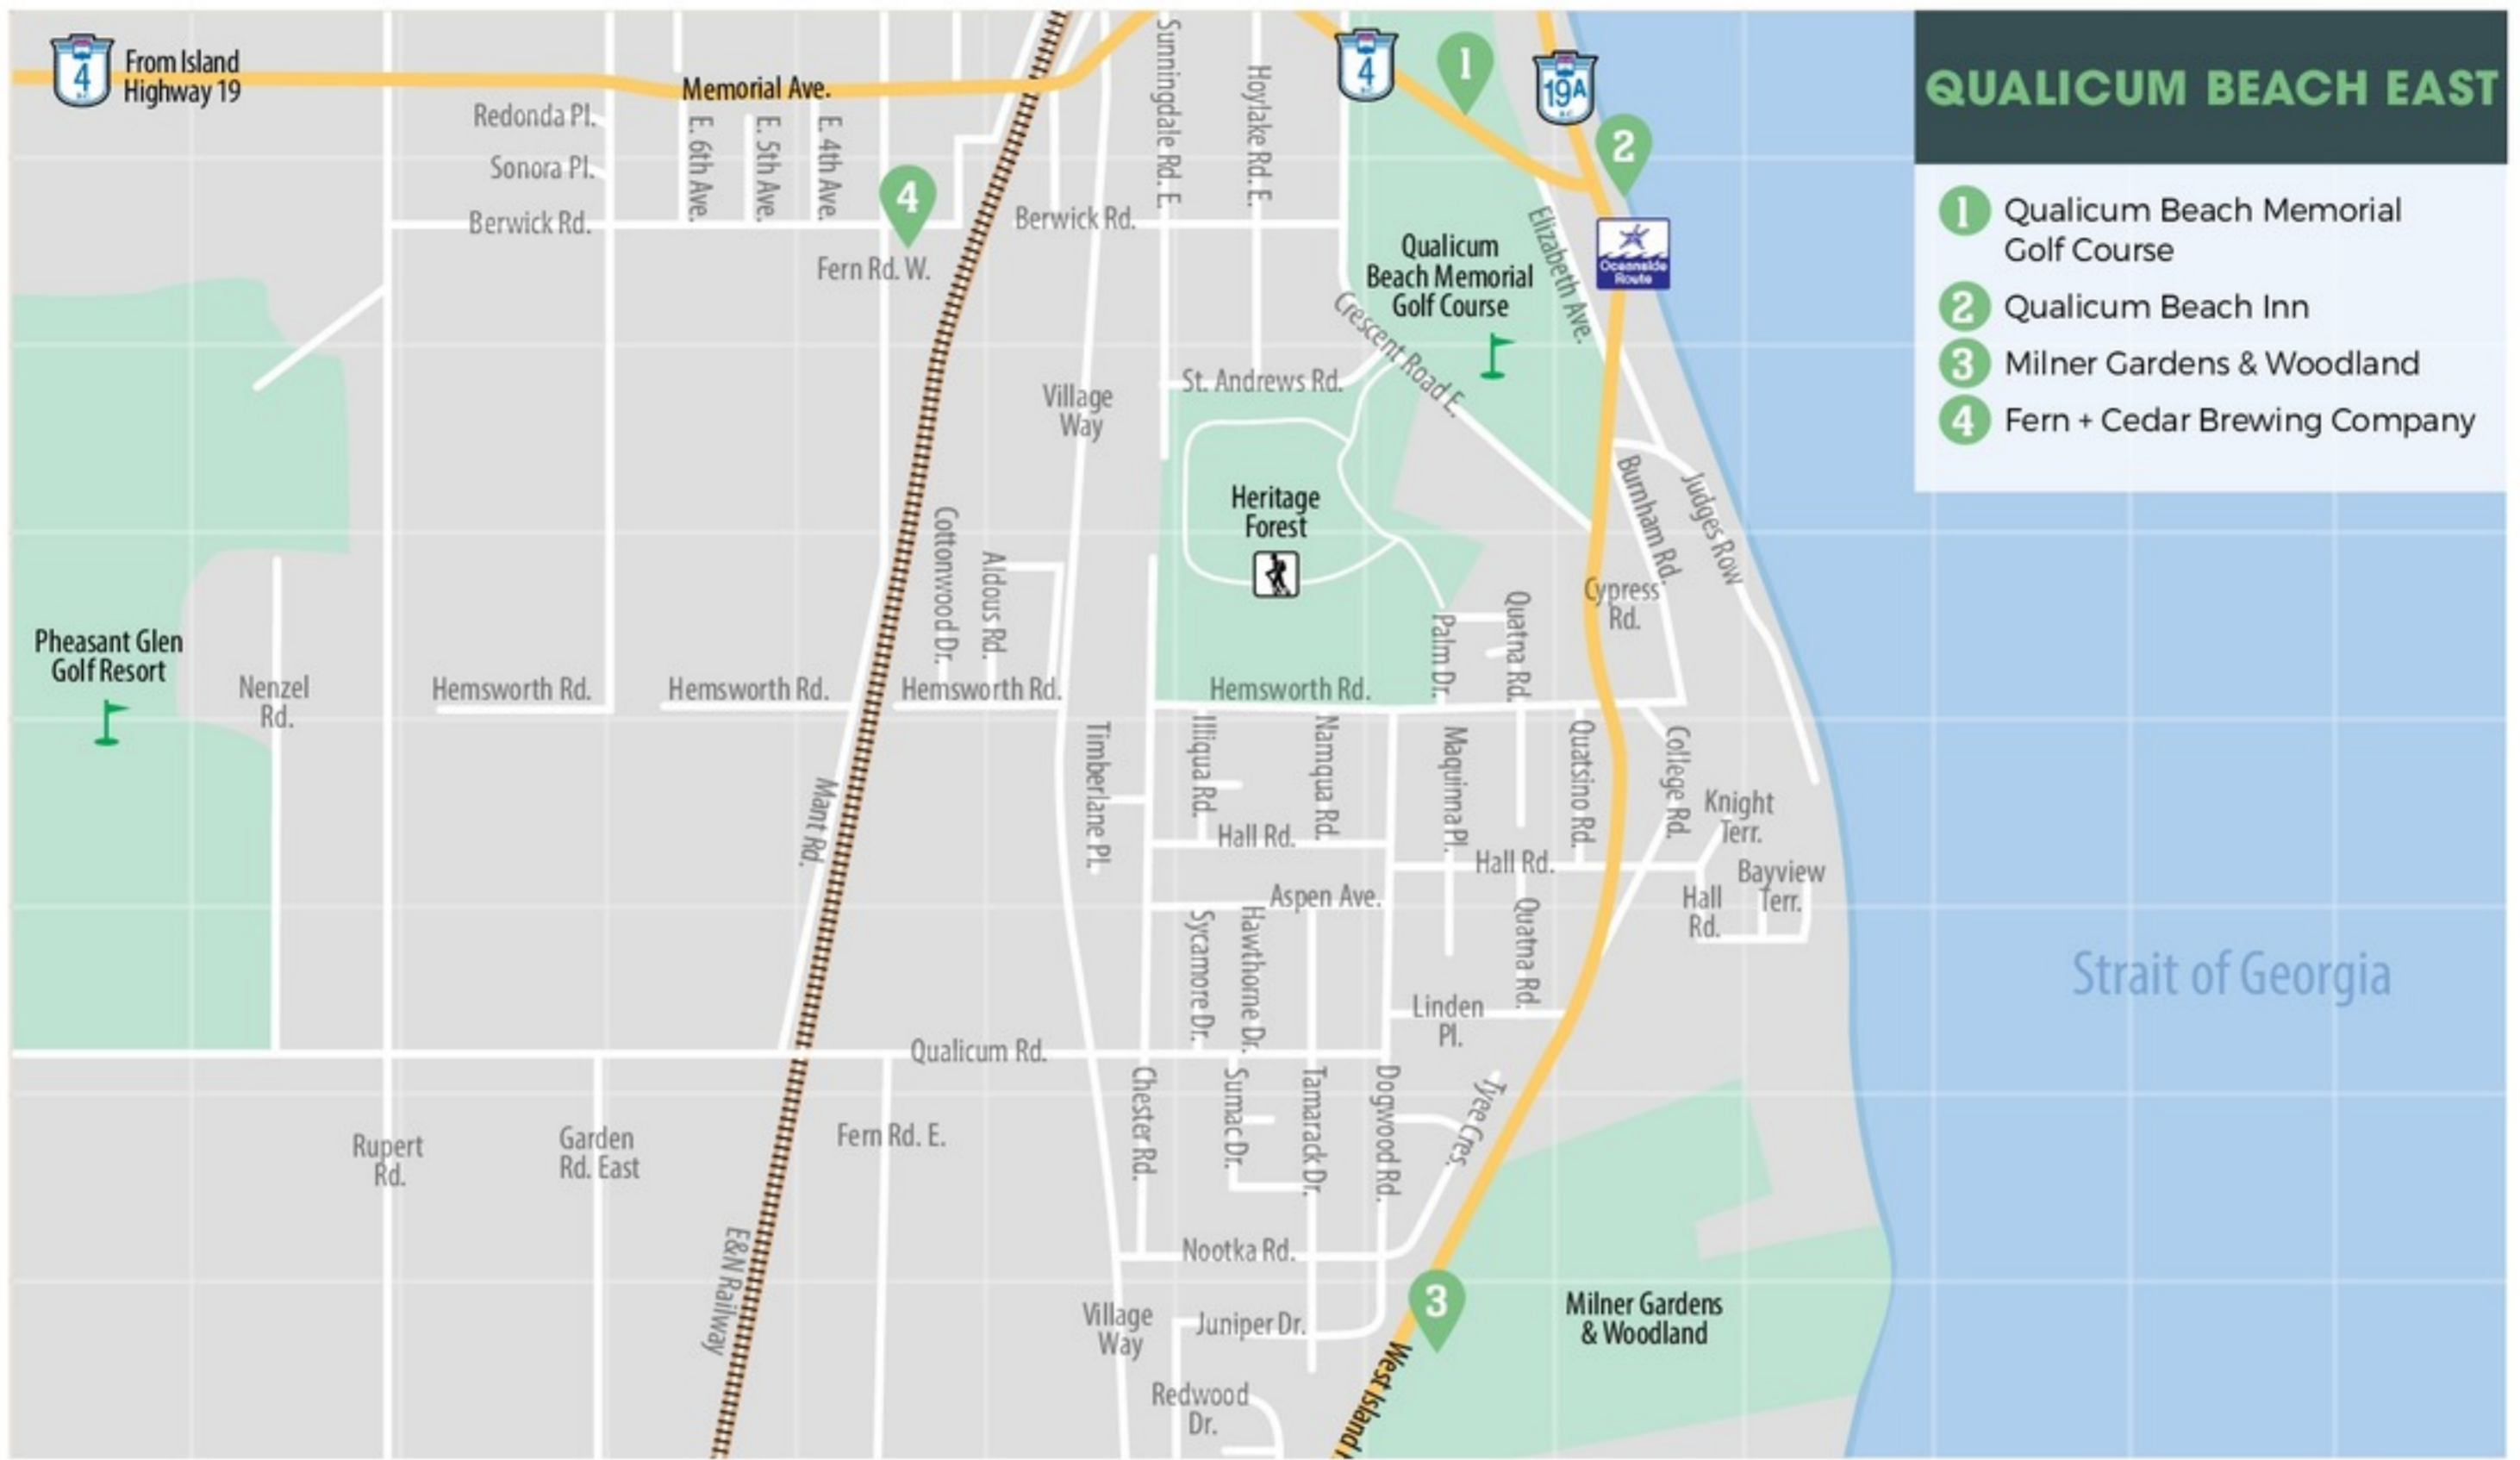 4
From Island
Highway 19
Memorial Ave.
Redonda Pl.
Sonora Pl.
Berwick Rd.
E. 6th Ave.
E. 5th Ave.
E. 4th Ave.
4
Fern Rd. W.
Berwick Rd.
Sunningdale Rd. E.
Hoylake Rd. E.
4
1
19A
2
Oceanside
Route
Elizabeth Ave.
Qualicum
Beach Memorial
Golf Course
Crescent Road E.
St. Andrews Rd.
Village
Way
Heritage
Forest
Burnham Rd.
Judges Row
Cypress
Rd.
Cottonwood Dr.
Aldous Rd.
Palm Dr.
Quatna Rd.
Pheasant Glen
Golf Resort
Nenzel
Rd.
Hemsworth Rd.
Hemsworth Rd.
Hemsworth Rd.
Hemsworth Rd.
Mant Rd.
Timberlane Pl.
Illiqua Rd.
Namqua Rd.
Maquinna Pl.
Quatsino Rd.
College Rd.
Knight
Terr.
Hall Rd.
Hall Rd.
Bayview
Terr.
Hall
Rd.
Aspen Ave.
Sycamore Dr.
Hawthorne Dr.
Quatna Rd.
Linden
Pl.
Qualicum Rd.
Chester Rd.
Sumac Dr.
Tamarack Dr.
Dogwood Rd.
Tyee Cres.
Rupert
Rd.
Garden
Rd. East
Fern Rd. E.
E&N Railway
Nootka Rd.
Village
Way
Juniper Dr.
Redwood
Dr.
3
West Island
Milner Gardens
& Woodland
Strait of Georgia
QUALICUM BEACH EAST
1 Qualicum Beach Memorial
Golf Course
2 Qualicum Beach Inn
3 Milner Gardens & Woodland
4 Fern + Cedar Brewing Company